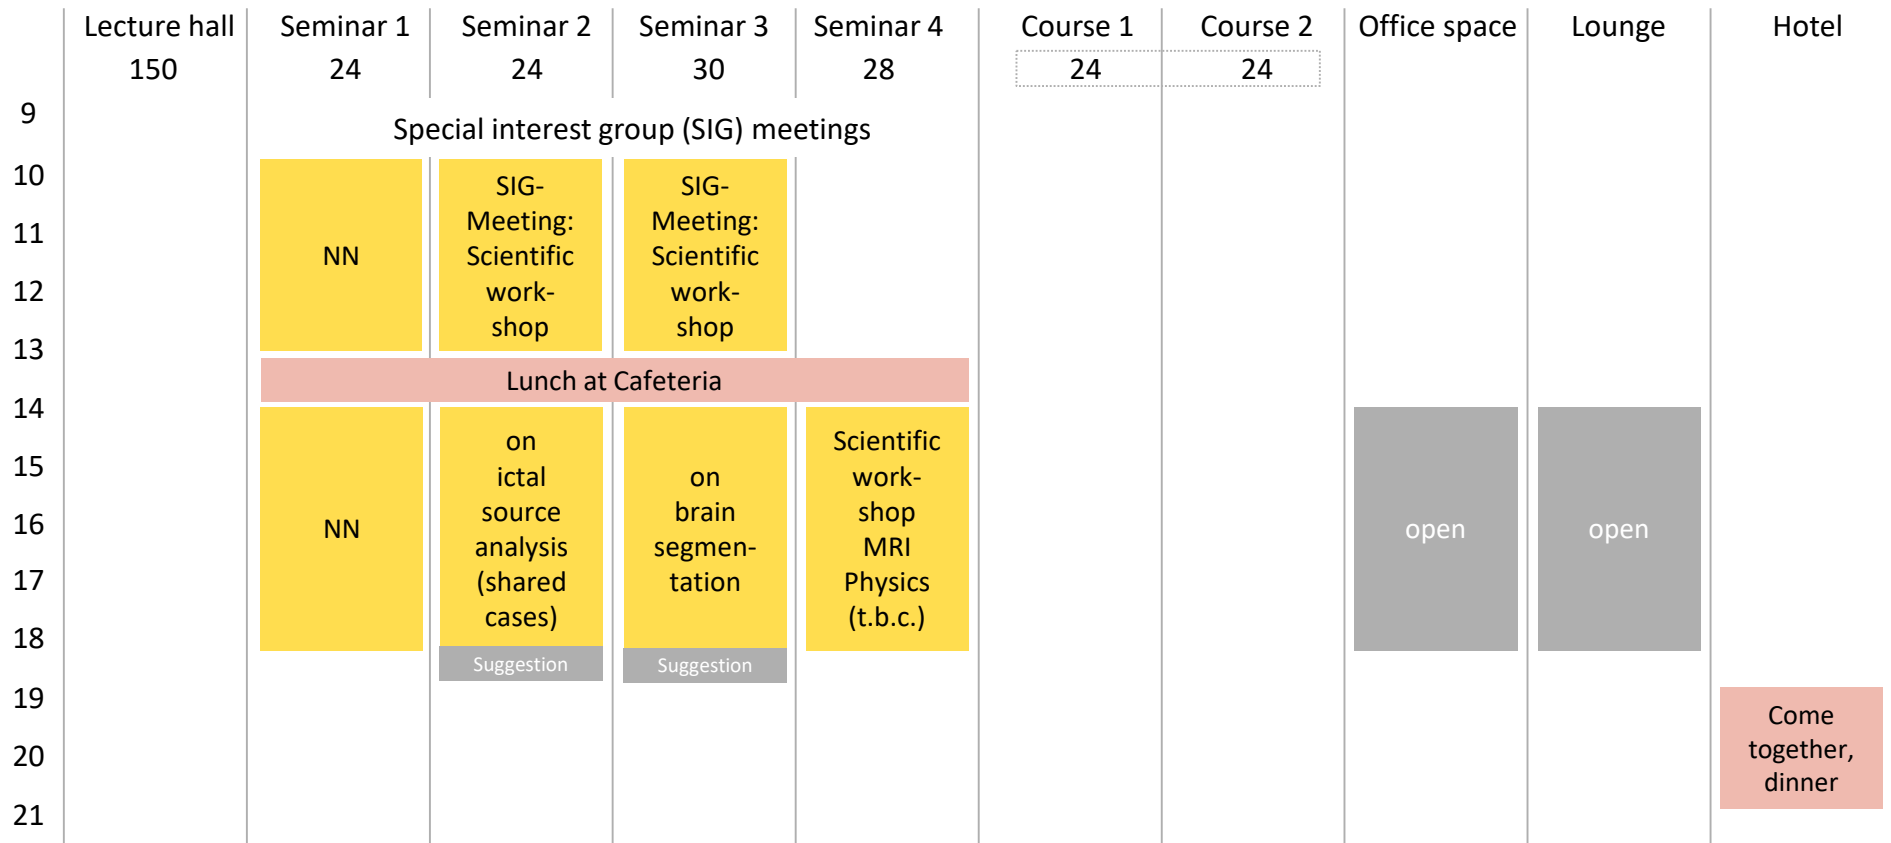 Lecture hall Seminar 1 Seminar 2 Seminar 3 Seminar 4 Course 1 Course 2 Office space Lounge Hotel
150 24 24 30 28 24 24
9
Special interest group (SIG) meetings
10
11
12
13
NN
SIG-
Meeting:
Scientific
work-
shop
SIG-
Meeting:
Scientific
work-
shop
Lunch at Cafeteria
14
15
16
17
18
NN
on
ictal
source
analysis
(shared
cases)
Suggestion
on
brain
segmen-
tation
Suggestion
Scientific
work-
shop
MRI
Physics
(t.b.c.)
open
open
19
20
21
Come
together,
dinner